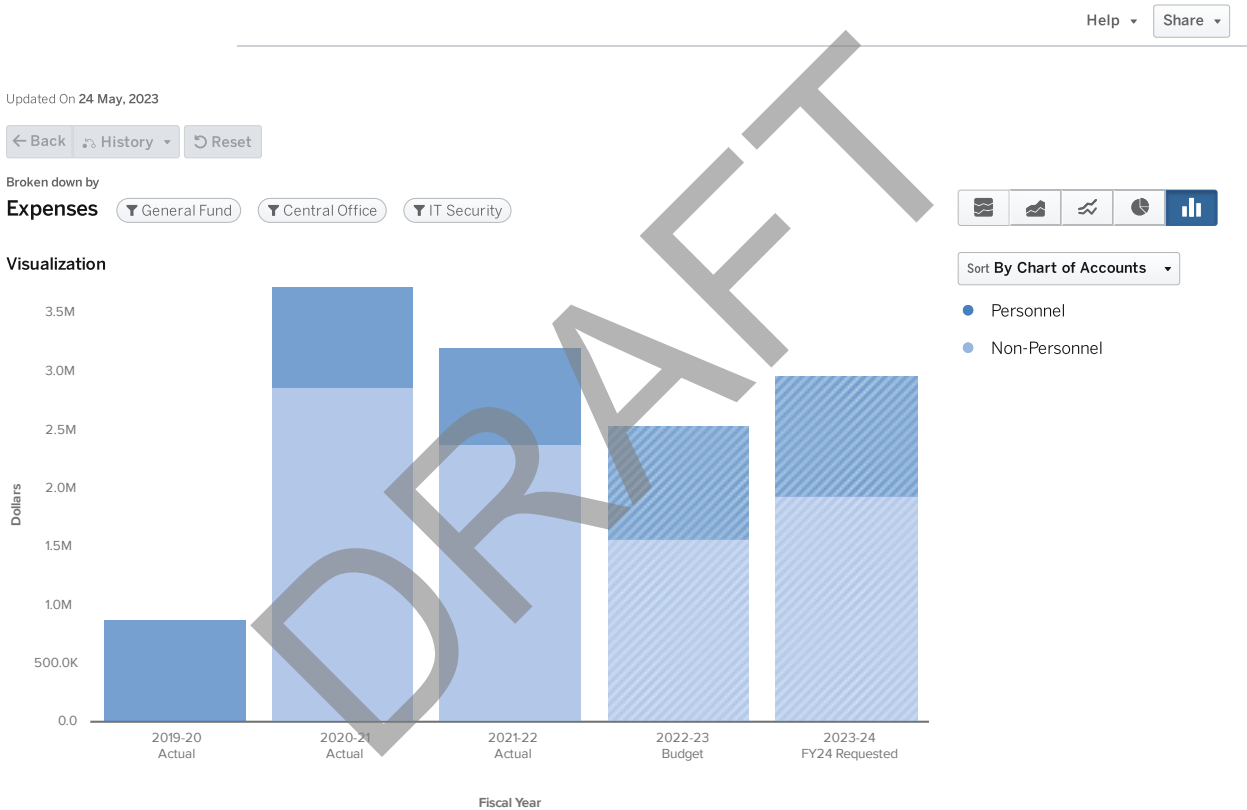 Help
Share
Updated On 24 May, 2023
Back
History
Reset
Broken down by
Expenses
General Fund
Central Office
IT Security
Visualization
Sort By Chart of Accounts
Personnel
Non-Personnel
3.5M
3.0M
2.5M
2.0M
1.5M
1.0M
500.0K
0.0
Dollars
2019-20
Actual
2020-21
Actual
2021-22
Actual
2022-23
Budget
2023-24
FY24 Requested
Fiscal Year
DRAFT